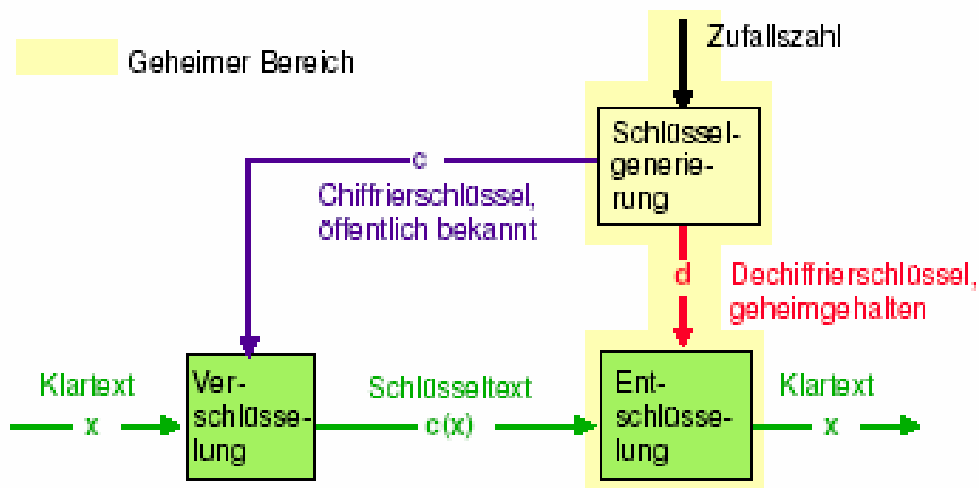 Zufallszahl
Geheimer Bereich
Schlüssel-
generie-
rung
c
Chiffrierschlüssel,
öffentlich bekannt
d
Dechiffrierschlüssel,
geheimgehalten
Klartext
x
Ver-
schlüsse-
lung
Schlüsseltext
c(x)
Ent-
schlüsse-
lung
Klartext
x